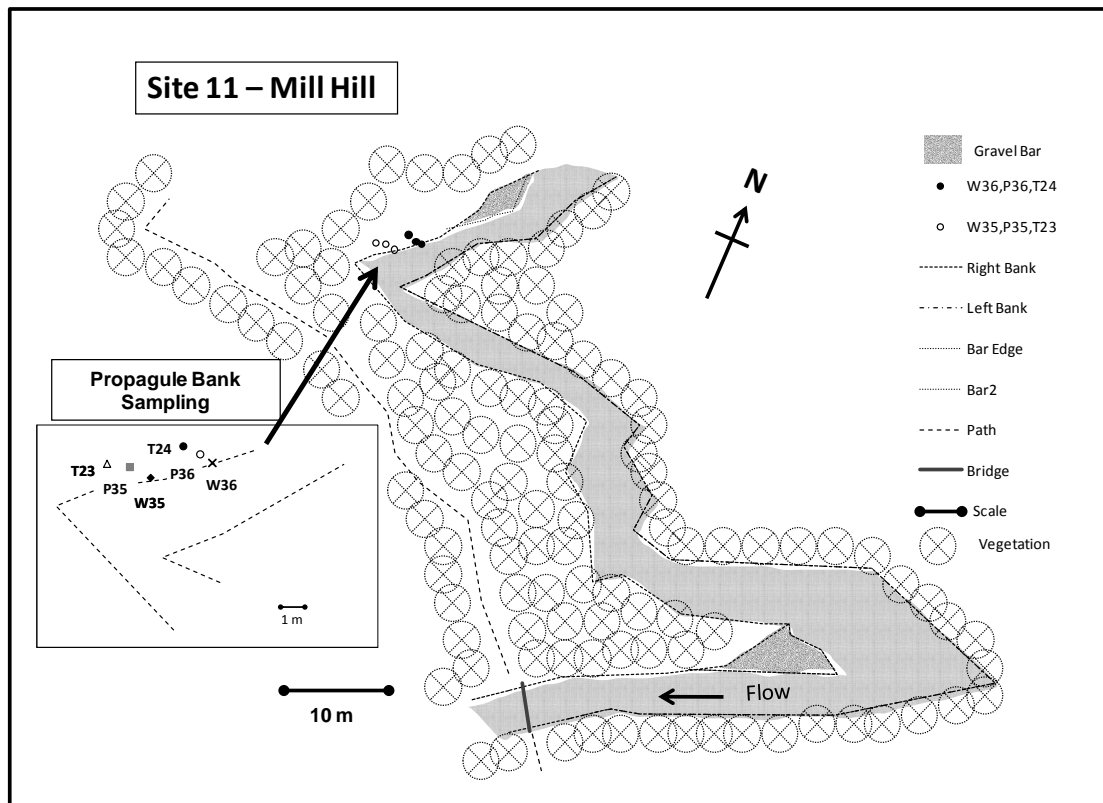 Site 11 – Mill Hill
N
Gravel Bar
W36,P36,T24
W35,P35,T23
Right Bank
Left Bank
Bar Edge
Bar2
Path
Bridge
Scale
Vegetation
Propagule Bank
Sampling
T24
T23
P36
W36
P35
W35
1 m
10 m
Flow